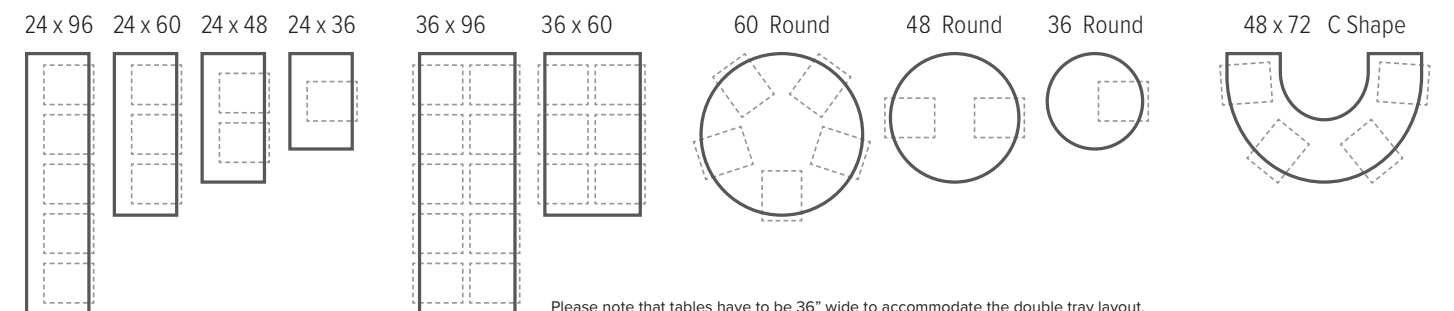 24 x 96 24 x 60 24 x 48 24 x 36 36 x 96 36 x 60 60 Round 48 Round 36 Round 48 x 72 C Shape
Please note that tables have to be 36” wide to accommodate the double tray layout.